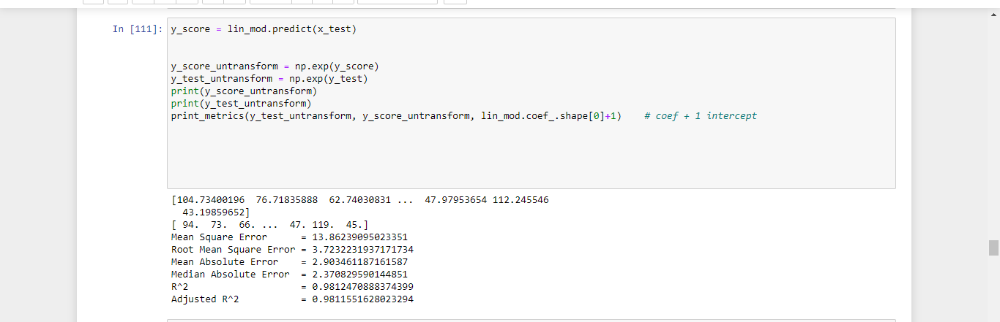 In [111]: y_score = lin_mod.predict(x_test)
y_score_untransform = np.exp(y_score)
y_test_untransform = np.exp(y_test)
print(y_score_untransform)
print(y_test_untransform)
print_metrics(y_test_untransform, y_score_untransform, lin_mod.coef_.shape[0]+1)    # coef + 1 intercept
[104.73400196  76.71835888  62.74030831 ...  47.97953654 112.245546
  43.19859652]
[ 94.  73.  66. ...  47. 119.  45.]
Mean Square Error      = 13.86239095023351
Root Mean Square Error = 3.7232231937171734
Mean Absolute Error    = 2.903461187161587
Median Absolute Error  = 2.370829590144851
R^2                    = 0.9812470888374399
Adjusted R^2           = 0.9811551628023294